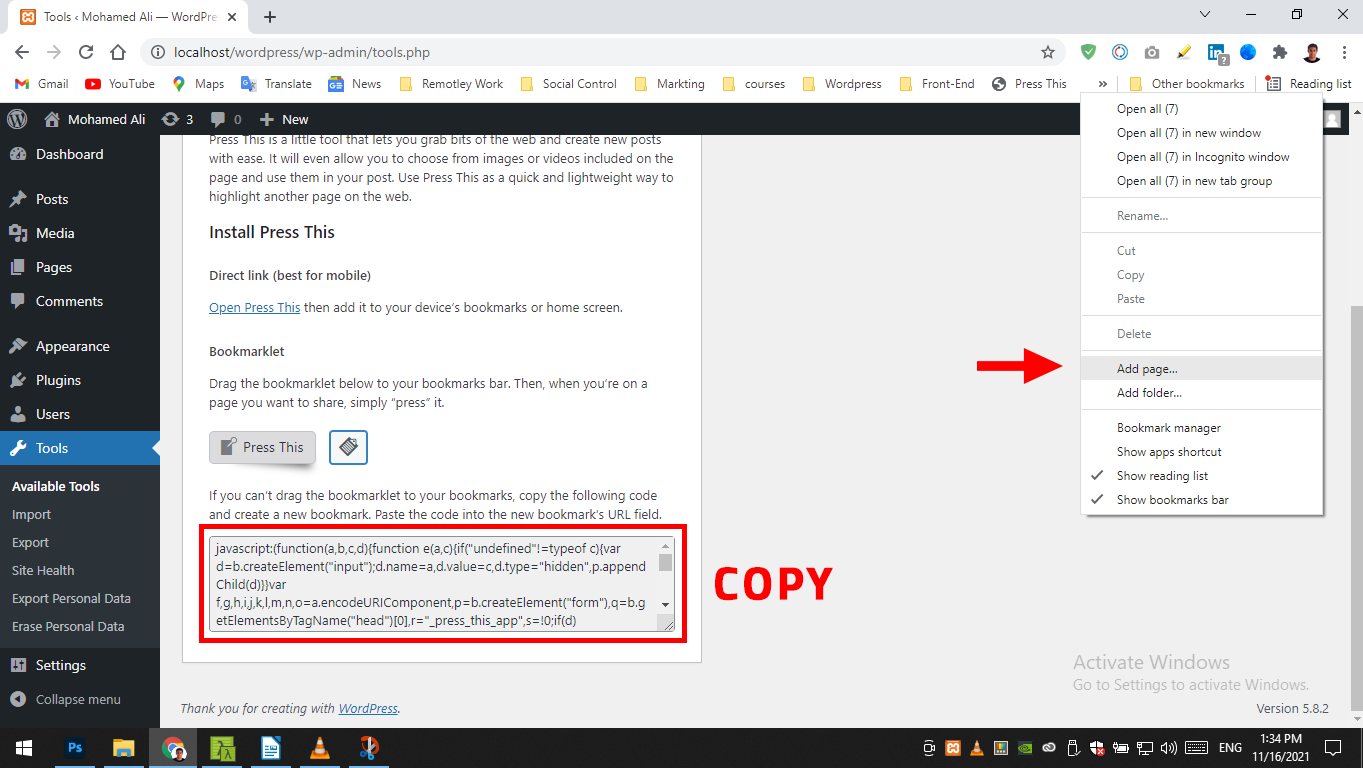 Tools ‹ Mohamed Ali — WordPre
localhost/wordpress/wp-admin/tools.php
Gmail YouTube Maps Translate News Remotley Work Social Control Markting courses Wordpress Front-End Press This » Other bookmarks Reading list
Mohamed Ali 3 0 New
Dashboard
Posts
Media
Pages
Comments
Appearance
Plugins
Users
Tools
Available Tools
Import
Export
Site Health
Export Personal Data
Erase Personal Data
Settings
Collapse menu
Press This is a little tool that lets you grab bits of the web and create new posts
with ease. It will even allow you to choose from images or videos included on the
page and use them in your post. Use Press This as a quick and lightweight way to
highlight another page on the web.
Install Press This
Direct link (best for mobile)
Open Press This then add it to your device's bookmarks or home screen.
Bookmarklet
Drag the bookmarklet below to your bookmarks bar. Then, when you're on a
page you want to share, simply "press" it.
Press This
If you can't drag the bookmarklet to your bookmarks, copy the following code
and create a new bookmark. Paste the code into the new bookmark's URL field.
javascript:(function(a,b,c,d){function e(a,c){if("undefined"!=typeof c){var
d=b.createElement("input");d.name=a,d.value=c,d.type="hidden",p.append
Child(d)}}var
f,g,h,i,j,k,l,m,n,o=a.encodeURIComponent,p=b.createElement("form"),q=b.g
etElementsByTagName("head")[0],r="_press_this_app",s=!0;if(d)
COPY
Thank you for creating with WordPress.
Open all (7)
Open all (7) in new window
Open all (7) in Incognito window
Open all (7) in new tab group
Rename...
Cut
Copy
Paste
Delete
Add page...
Add folder...
Bookmark manager
Show apps shortcut
Show reading list
Show bookmarks bar
Activate Windows
Go to Settings to activate Windows.
Version 5.8.2
Ps
ENG
1:34 PM
11/16/2021